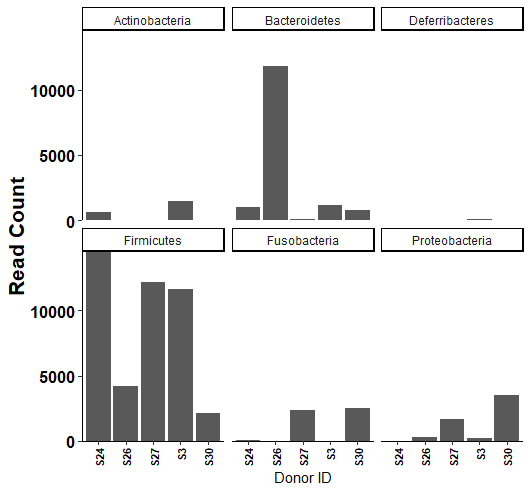 Actinobacteria Bacteroidetes Deferribacteres
10000
5000
0
Read Count
Firmicutes Fusobacteria Proteobacteria
10000
5000
0
S24 S26 S27 S3 S30 S24 S26 S27 S3 S30 S24 S26 S27 S3 S30
Donor ID